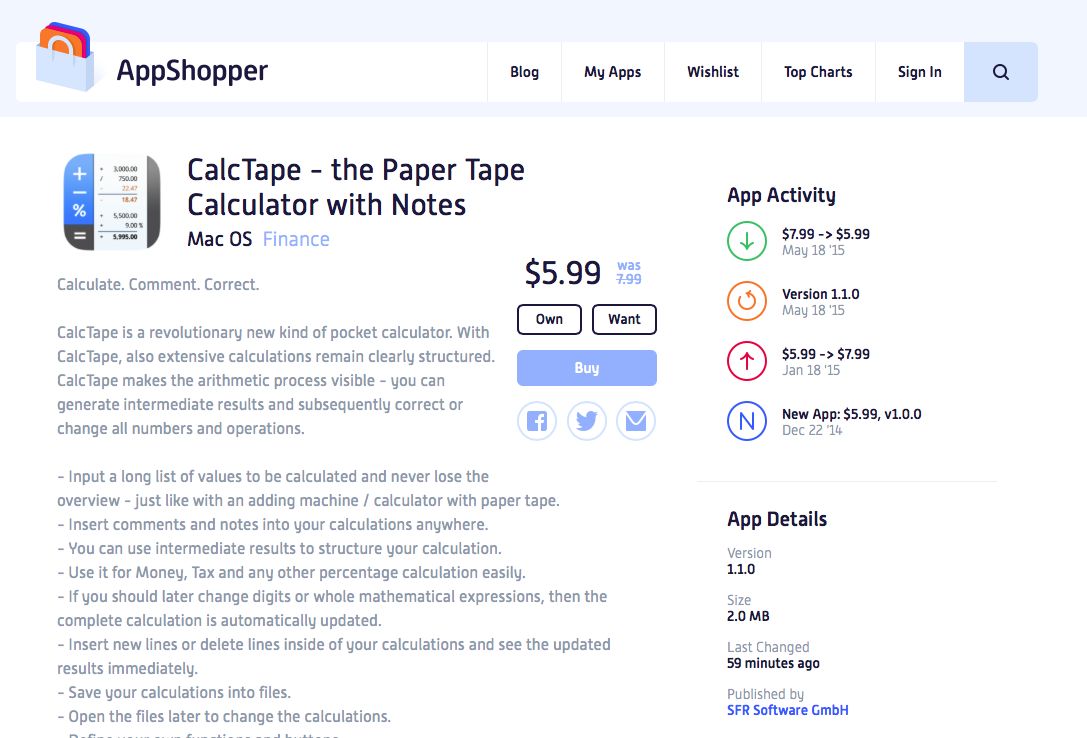 AppShopper
Blog
My Apps
Wishlist
Top Charts
Sign In
+ 3,000.00
/ 750.00
- 22.47
- 18.47
+ 5,500.00
+ 9.00 %
+ 5,995.00
CalcTape - the Paper Tape
Calculator with Notes
Mac OS Finance
$5.99 was
7.99
Own
Want
Buy
Calculate. Comment. Correct.
CalcTape is a revolutionary new kind of pocket calculator. With
CalcTape, also extensive calculations remain clearly structured.
CalcTape makes the arithmetic process visible - you can
generate intermediate results and subsequently correct or
change all numbers and operations.
- Input a long list of values to be calculated and never lose the
overview - just like with an adding machine / calculator with paper tape.
- Insert comments and notes into your calculations anywhere.
- You can use intermediate results to structure your calculation.
- Use it for Money, Tax and any other percentage calculation easily.
- If you should later change digits or whole mathematical expressions, then the
complete calculation is automatically updated.
- Insert new lines or delete lines inside of your calculations and see the updated
results immediately.
- Save your calculations into files.
- Open the files later to change the calculations.
- Define your own functions and buttons.
App Activity
$7.99 -> $5.99
May 18 '15
Version 1.1.0
May 18 '15
$5.99 -> $7.99
Jan 18 '15
N
New App: $5.99, v1.0.0
Dec 22 '14
App Details
Version
1.1.0
Size
2.0 MB
Last Changed
59 minutes ago
Published by
SFR Software GmbH